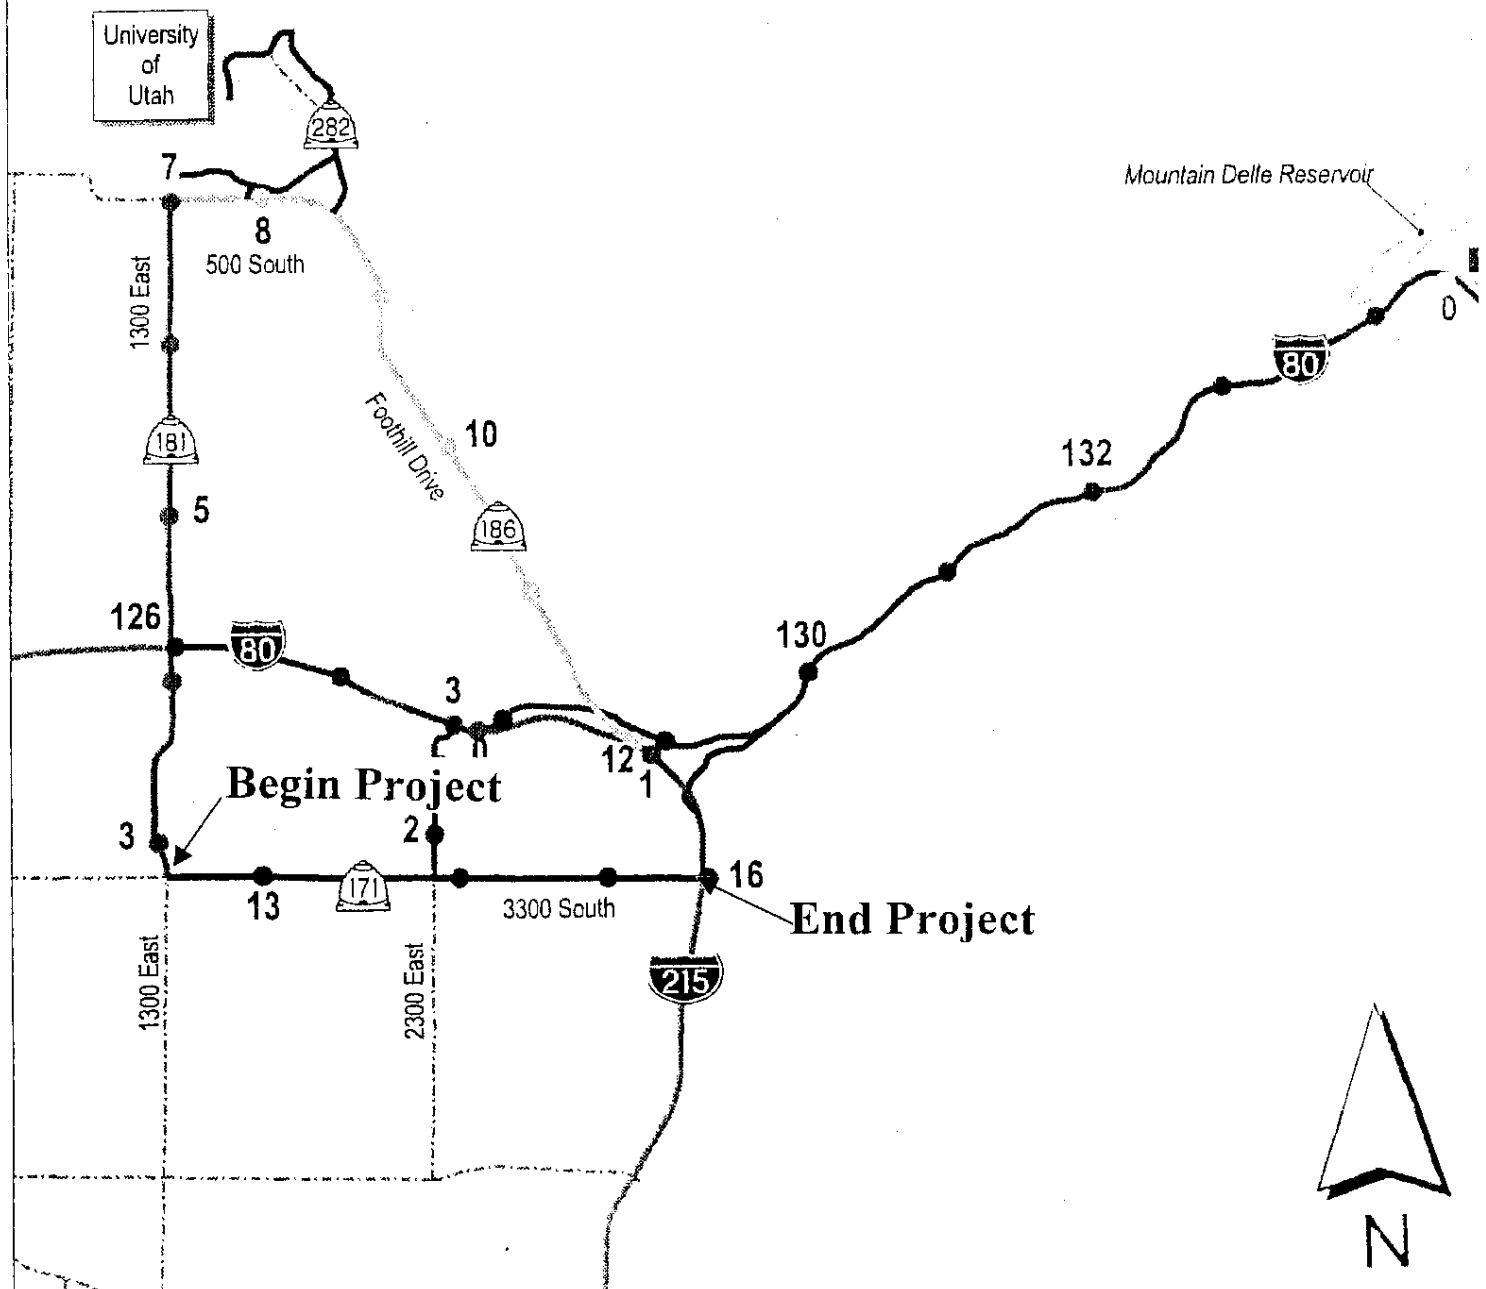 University
of
Utah
282
7
Mountain Delle Reservoir
8
500 South
1300 East
0
80
181
Foothill Drive
10
132
5
186
126
80
130
3
0
12
1
Begin Project
3
2
16
171
13
3300 South
End Project
1300 East
2300 East
215
N